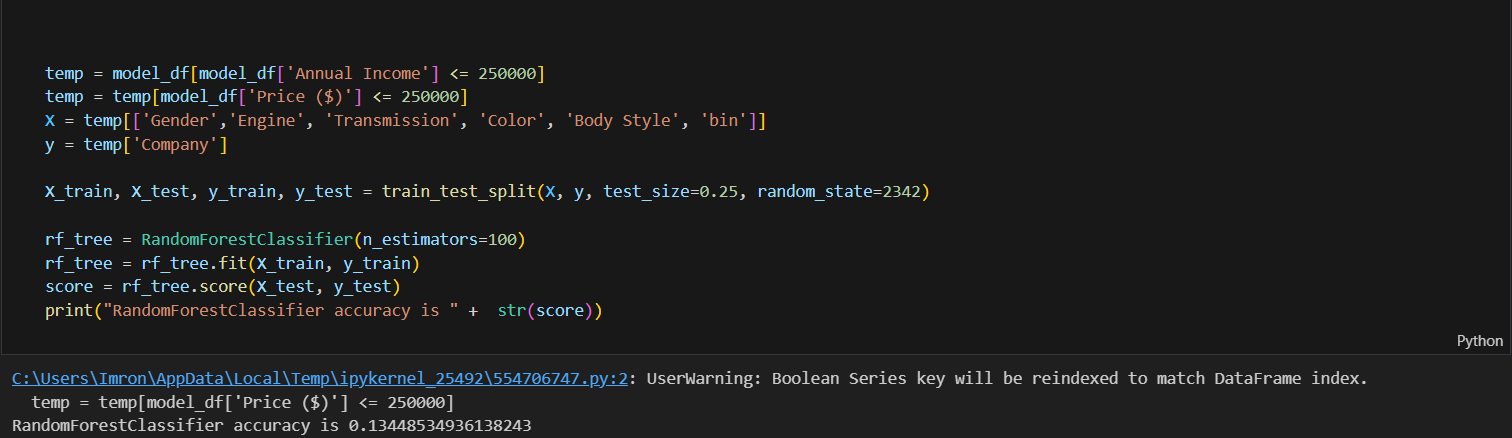 temp = model_df[model_df['Annual Income'] <= 250000]
temp = temp[model_df['Price ($)'] <= 250000]
X = temp[['Gender','Engine', 'Transmission', 'Color', 'Body Style', 'bin']]
y = temp['Company']
X_train, X_test, y_train, y_test = train_test_split(X, y, test_size=0.25, random_state=2342)
rf_tree = RandomForestClassifier(n_estimators=100)
rf_tree = rf_tree.fit(X_train, y_train)
score = rf_tree.score(X_test, y_test)
print("RandomForestClassifier accuracy is " +  str(score))
Python
C:\Users\Imron\AppData\Local\Temp\ipykernel_25492\554706747.py:2: UserWarning: Boolean Series key will be reindexed to match DataFrame index.
  temp = temp[model_df['Price ($)'] <= 250000]
RandomForestClassifier accuracy is 0.13448534936138243